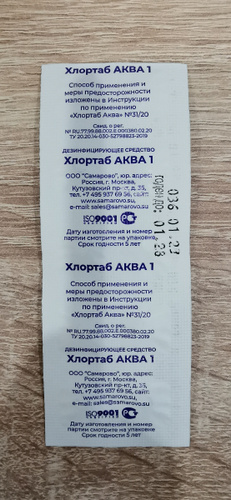 Хлортаб АКВА 1
Способ применения и
меры предосторожности
изложены в Инструкции
по применению
«Хлортаб Аква» №31/20
Свид. о рег.
№ RU.77.99.88.002.E.000380.02.20
ТУ 20.20.14-030-52798823-2019
ДЕЗИНФИЦИРУЮЩЕЕ СРЕДСТВО
Хлортаб АКВА 1
ООО "Самарово", юр. адрес:
Россия, г. Москва,
Кутузовский пр-кт, д. 35,
тел. +7 495 937 69 56, сайт:
www.samarovo.su,
e-mail: sales@samarovo.su
ISO 9001
Дату изготовления и номер
партии смотрите на упаковке
Срок годности 5 лет
036 01.23
ГОДЕН ДО: 01.28
Хлортаб АКВА 1
Способ применения и
меры предосторожности
изложены в Инструкции
по применению
«Хлортаб Аква» №31/20
Свид. о рег.
№ RU.77.99.88.002.E.000380.02.20
ТУ 20.20.14-030-52798823-2019
ДЕЗИНФИЦИРУЮЩЕЕ СРЕДСТВО
Хлортаб АКВА 1
ООО "Самарово", юр. адрес:
Россия, г. Москва,
Кутузовский пр-кт, д. 35,
тел. +7 495 937 69 56, сайт:
www.samarovo.su,
e-mail: sales@samarovo.su
ISO 9001
Дату изготовления и номер
партии смотрите на упаковке
Срок годности 5 лет